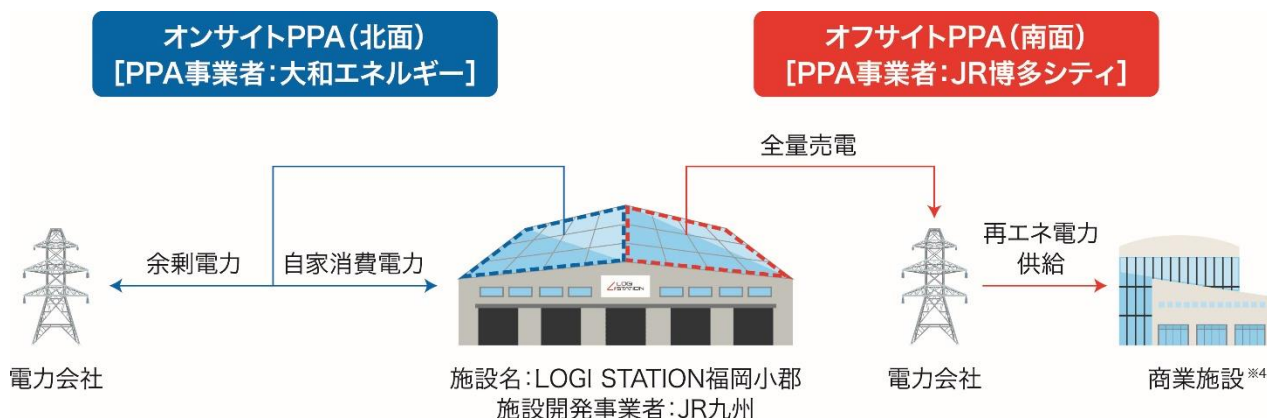 オンサイトPPA(北面)
[PPA事業者:大和エネルギー]
オフサイトPPA(南面)
[PPA事業者:JR博多シティ]
全量売電
余剰電力
自家消費電力
再エネ電力
供給
LOGI
STATION
電力会社
施設名:LOGI STATION福岡小郡
施設開発事業者:JR九州
電力会社
商業施設※4